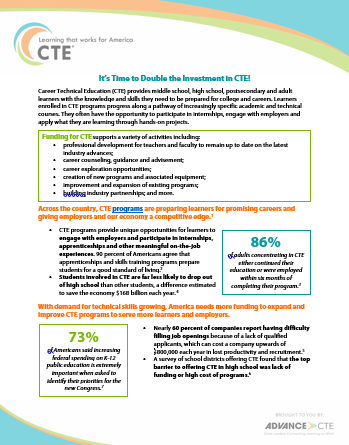 Learning that works for America
CTE®
It's Time to Double the Investment in CTE!
Career Technical Education (CTE) provides middle school, high school, postsecondary and adult
learners with the knowledge and skills they need to be prepared for college and careers. Learners
enrolled in CTE programs progress along a pathway of increasingly specific academic and technical
courses. They often have the opportunity to participate in internships, engage with employers and
apply what they are learning through hands-on projects.
Funding for CTE supports a variety of activities including:
• professional development for teachers and faculty to remain up to date on the latest
industry advances;
• career counseling, guidance and advisement;
• career exploration opportunities;
• creation of new programs and associated equipment;
• improvement and expansion of existing programs;
• building industry partnerships; and more.
Across the country, CTE programs are preparing learners for promising careers and
giving employers and our economy a competitive edge.¹
• CTE programs provide unique opportunities for learners to
engage with employers and participate in internships,
apprenticeships and other meaningful on-the-job
experiences. 90 percent of Americans agree that
apprenticeships and skills training programs prepare
students for a good standard of living.²
• Students involved in CTE are far less likely to drop out
of high school than other students, a difference estimated
to save the economy $168 billion each year.⁴
86%
of adults concentrating in CTE
either continued their
education or were employed
within six months of
completing their program.³
With demand for technical skills growing, America needs more funding to expand and
improve CTE programs to serve more learners and employers.
73%
of Americans said increasing
federal spending on K-12
public education is extremely
important when asked to
identify their priorities for the
new Congress.⁷
• Nearly 60 percent of companies report having difficulty
filling job openings because of a lack of qualified
applicants, which can cost a company upwards of
$800,000 each year in lost productivity and recruitment.⁵
• A survey of school districts offering CTE found that the top
barrier to offering CTE in high school was lack of
funding or high cost of programs.⁶
BROUGHT TO YOU BY:
ADVANCE CTE